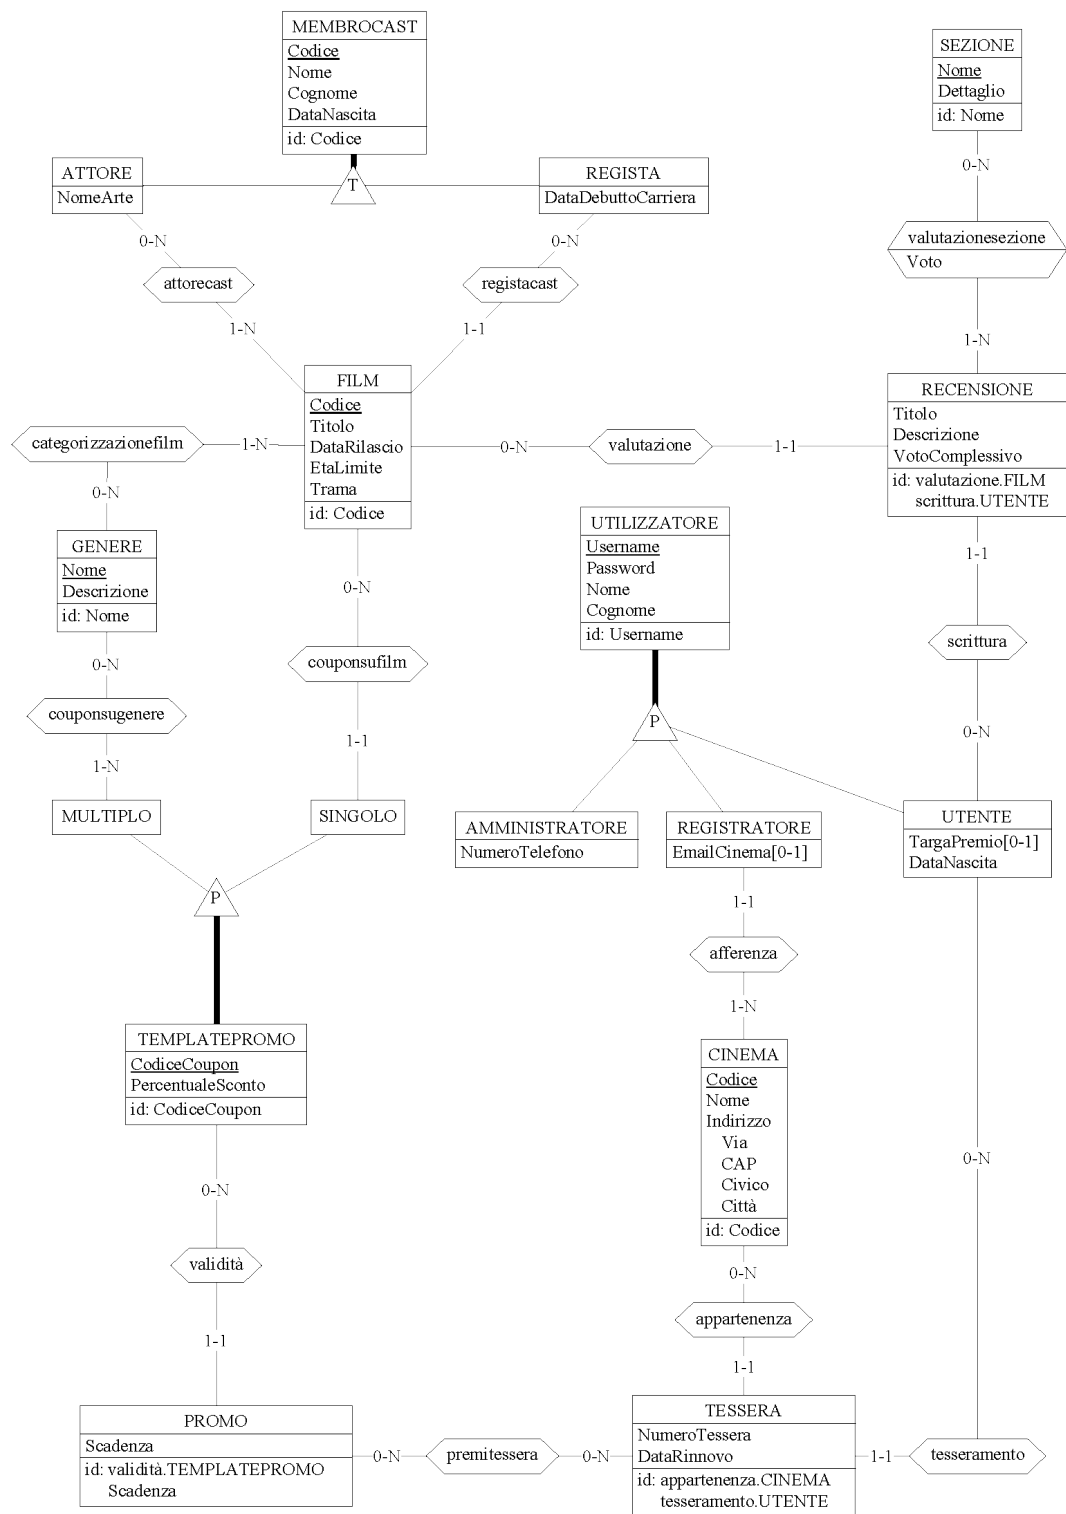 MEMBROCAST
Codice
Nome
Cognome
DataNascita
id: Codice
SEZIONE
Nome
Dettaglio
id: Nome
ATTORE
NomeArte
T
REGISTA
DataDebuttoCarriera
0-N
0-N
0-N
attorecast
registacast
valutazionesezione
Voto
1-N
1-1
1-N
FILM
Codice
Titolo
DataRilascio
EtaLimite
Trama
id: Codice
RECENSIONE
Titolo
Descrizione
VotoComplessivo
id: valutazione.FILM
scrittura.UTENTE
categorizzazionefilm
1-N
0-N
valutazione
1-1
0-N
GENERE
Nome
Descrizione
id: Nome
0-N
UTILIZZATORE
Username
Password
Nome
Cognome
id: Username
1-1
scrittura
0-N
couponsufilm
0-N
couponsugenere
1-1
1-N
P
0-N
MULTIPLO
SINGOLO
AMMINISTRATORE
NumeroTelefono
REGISTRATORE
EmailCinema[0-1]
UTENTE
TargaPremio[0-1]
DataNascita
P
1-1
afferenza
1-N
TEMPLATEPROMO
CodiceCoupon
PercentualeSconto
id: CodiceCoupon
CINEMA
Codice
Nome
Indirizzo
Via
CAP
Civico
Città
id: Codice
0-N
0-N
validità
0-N
appartenenza
1-1
1-1
PROMO
Scadenza
id: validità.TEMPLATEPROMO
Scadenza
0-N
premitessera
0-N
TESSERA
NumeroTessera
DataRinnovo
id: appartenenza.CINEMA
tesseramento.UTENTE
1-1
tesseramento